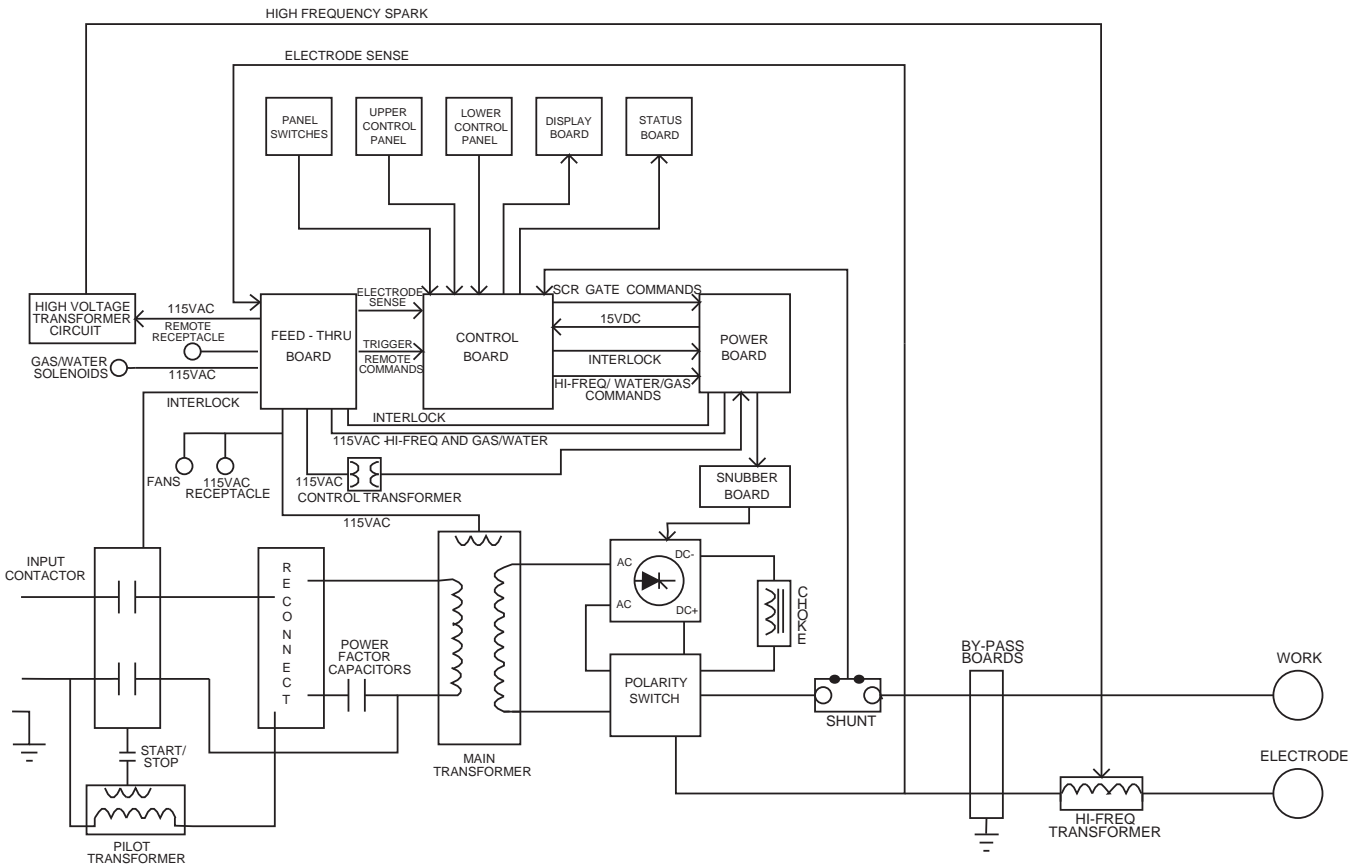 HIGH FREQUENCY SPARK
ELECTRODE SENSE
PANEL
SWITCHES
UPPER
CONTROL
PANEL
LOWER
CONTROL
PANEL
DISPLAY
BOARD
STATUS
BOARD
HIGH VOLTAGE
TRANSFORMER
CIRCUIT
115VAC
REMOTE
RECEPTACLE
GAS/WATER
SOLENOIDS
115VAC
INTERLOCK
FEED - THRU
BOARD
ELECTRODE
SENSE
TRIGGER
REMOTE
COMMANDS
CONTROL
BOARD
SCR GATE COMMANDS
15VDC
INTERLOCK
HI-FREQ/ WATER/GAS
COMMANDS
POWER
BOARD
INTERLOCK
115VAC -HI-FREQ AND GAS/WATER
FANS
115VAC
RECEPTACLE
115VAC
CONTROL TRANSFORMER
115VAC
SNUBBER
BOARD
INPUT
CONTACTOR
RECONNECT
POWER
FACTOR
CAPACITORS
MAIN
TRANSFORMER
AC
DC-
AC
DC+
CHOKE
POLARITY
SWITCH
SHUNT
BY-PASS
BOARDS
WORK
ELECTRODE
HI-FREQ
TRANSFORMER
START/
STOP
PILOT
TRANSFORMER